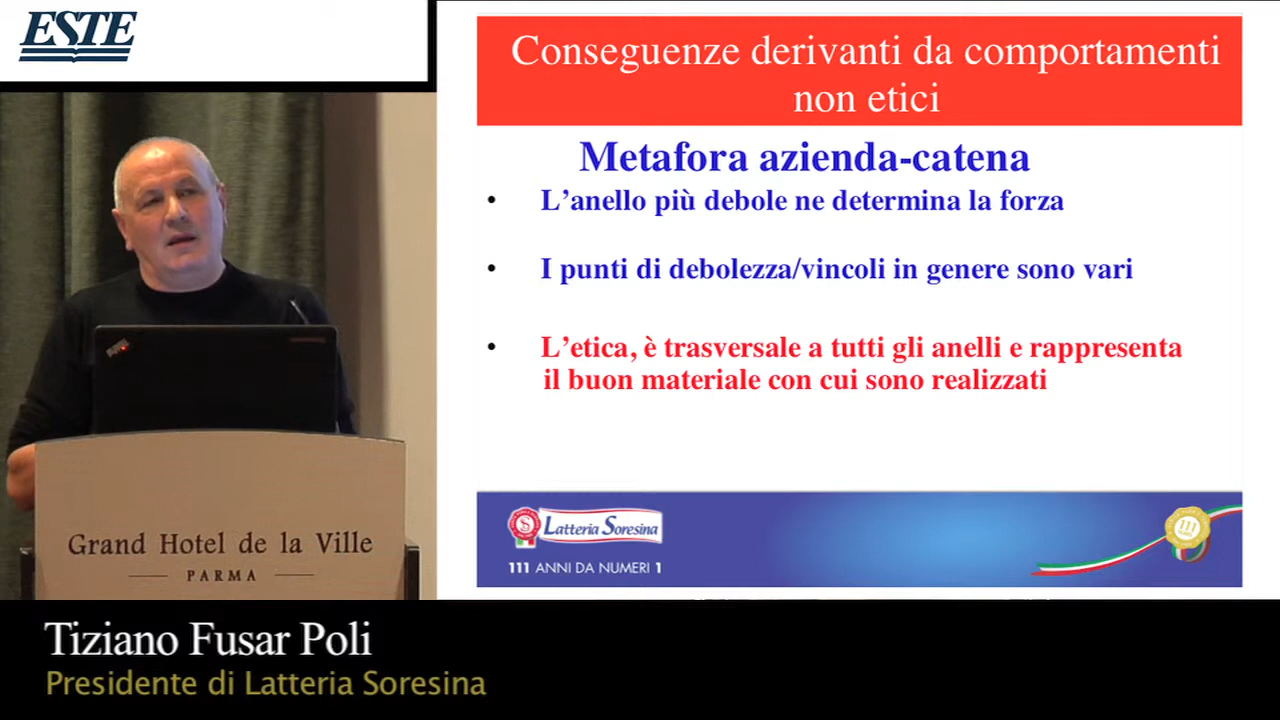 ESTE
Conseguenze derivanti da comportamenti
non etici
Metafora azienda-catena
• L’anello più debole ne determina la forza
• I punti di debolezza/vincoli in genere sono vari
• L’etica, è trasversale a tutti gli anelli e rappresenta
il buon materiale con cui sono realizzati
Latteria Soresina
111 ANNI DA NUMERI 1
111
Grand Hotel de la Ville
PARMA
Tiziano Fusar Poli
Presidente di Latteria Soresina